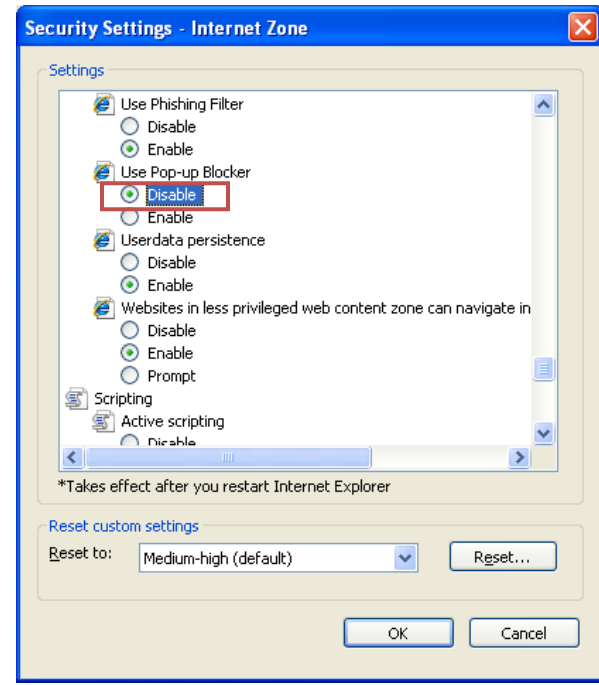 Security Settings - Internet Zone
Settings
Use Phishing Filter
Disable
Enable
Use Pop-up Blocker
Disable
Enable
Userdata persistence
Disable
Enable
Websites in less privileged web content zone can navigate in
Disable
Enable
Prompt
Scripting
Active scripting
Disable
*Takes effect after you restart Internet Explorer
Reset custom settings
Reset to: Medium-high (default) Reset...
OK Cancel